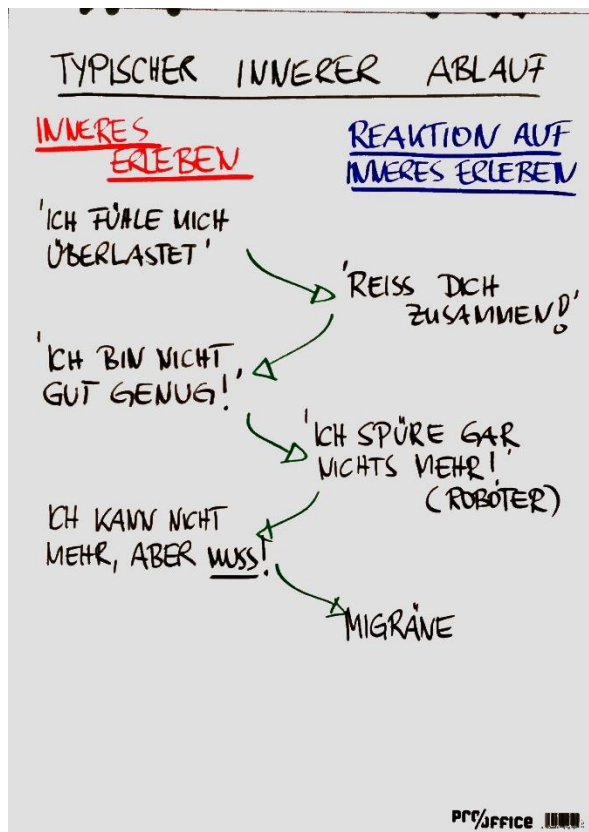 TYPISCHER INNERER ABLAUF
INNERES
ERLEBEN
REAKTION AUF
INNERES ERLEBEN
'ICH FÜHLE MICH
ÜBERLASTET'
'REISS DICH
ZUSAMMEN!'
'ICH BIN NICHT
GUT GENUG!'
'ICH SPÜRE GAR
NICHTS MEHR!'
(ROBOTER)
ICH KANN NICHT
MEHR, ABER MUSS!
MIGRÄNE
Pro/office